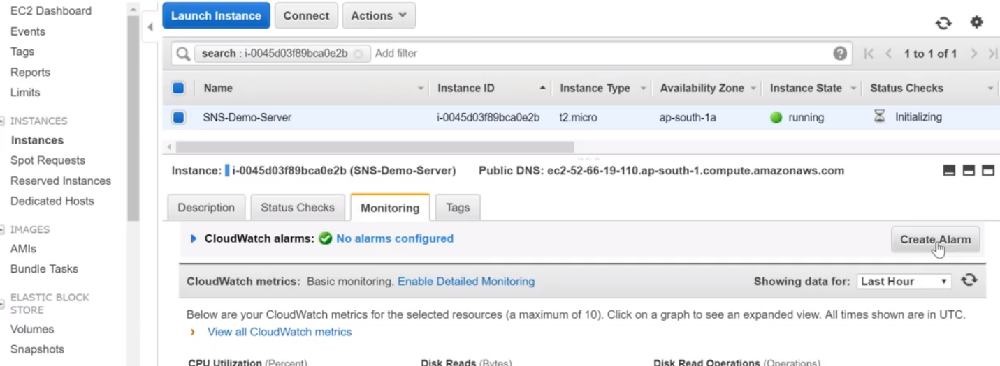 EC2 Dashboard
Events
Tags
Reports
Limits
INSTANCES
Instances
Spot Requests
Reserved Instances
Dedicated Hosts
IMAGES
AMIs
Bundle Tasks
ELASTIC BLOCK
STORE
Volumes
Snapshots
Launch Instance Connect Actions
search : i-0045d03f89bca0e2b Add filter 1 to 1 of 1
Name Instance ID Instance Type Availability Zone Instance State Status Checks
SNS-Demo-Server i-0045d03f89bca0e2b t2.micro ap-south-1a running Initializing
Instance: i-0045d03f89bca0e2b (SNS-Demo-Server) Public DNS: ec2-52-66-19-110.ap-south-1.compute.amazonaws.com
Description Status Checks Monitoring Tags
CloudWatch alarms: No alarms configured Create Alarm
CloudWatch metrics: Basic monitoring. Enable Detailed Monitoring Showing data for: Last Hour
Below are your CloudWatch metrics for the selected resources (a maximum of 10). Click on a graph to see an expanded view. All times shown are in UTC.
View all CloudWatch metrics
CPU Utilization (Percent) Disk Reads (Bytes) Disk Read Operations (Operations)